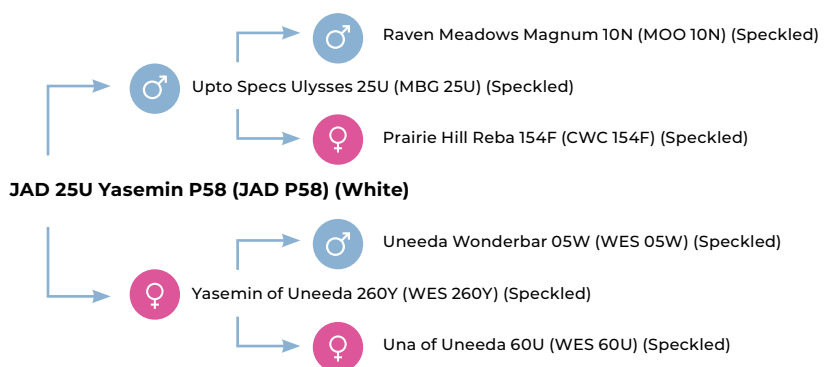 Raven Meadows Magnum 10N (MOO 10N) (Speckled)
Upto Specs Ulysses 25U (MBG 25U) (Speckled)
Prairie Hill Reba 154F (CWC 154F) (Speckled)
JAD 25U Yasemin P58 (JAD P58) (White)
Uneeda Wonderbar 05W (WES 05W) (Speckled)
Yasemin of Uneeda 260Y (WES 260Y) (Speckled)
Una of Uneeda 60U (WES 60U) (Speckled)